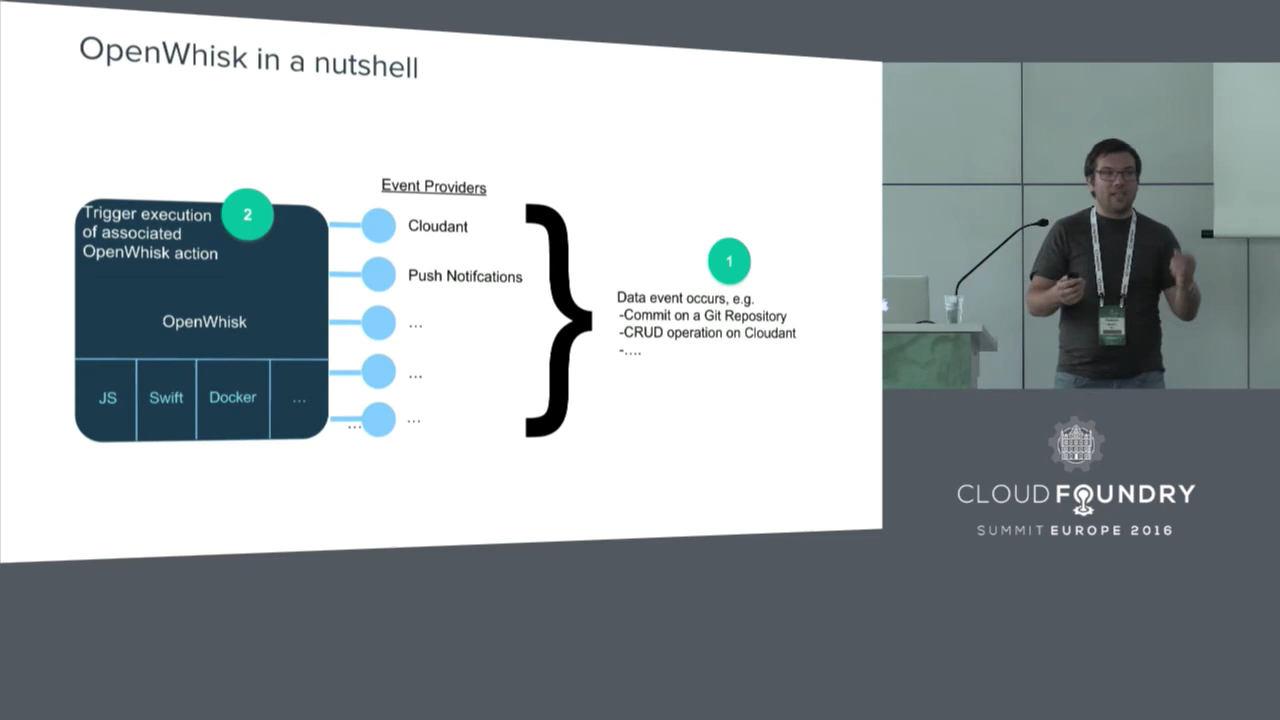 OpenWhisk in a nutshell
Event Providers
Trigger execution
of associated
OpenWhisk action
2
OpenWhisk
JS
Swift
Docker
...
Cloudant
Push Notifcations
...
...
...
...
1
Data event occurs, e.g.
-Commit on a Git Repository
-CRUD operation on Cloudant
-....
CLOUD FOUNDRY
SUMMIT EUROPE 2016